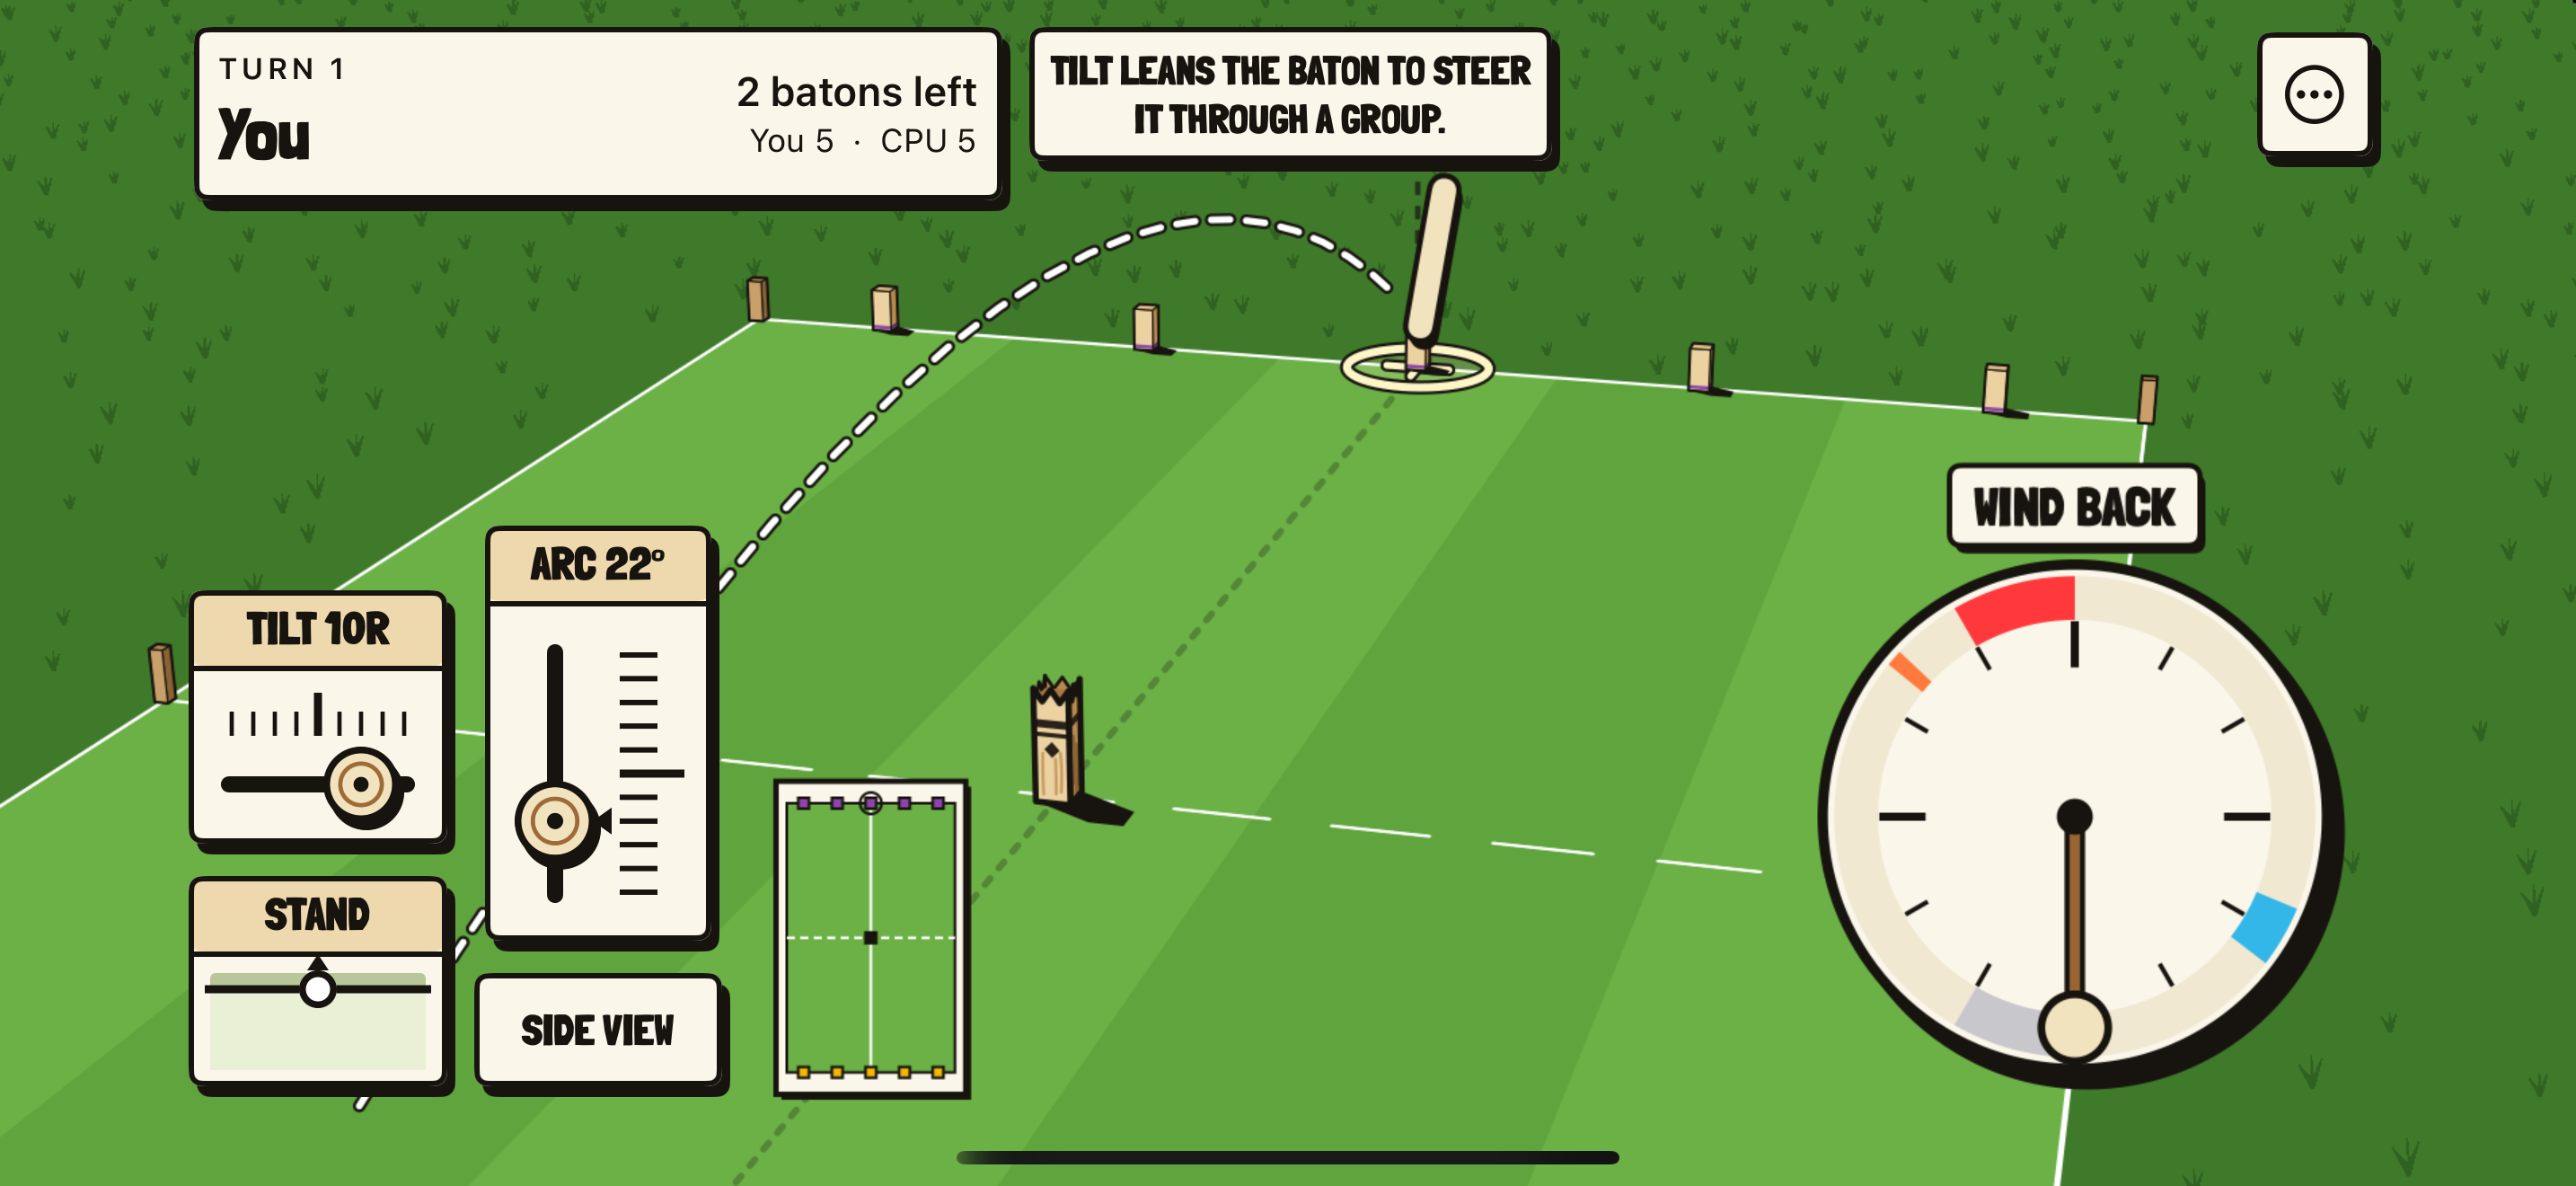 TURN 1
You
2 batons left
You 5 · CPU 5
TILT LEANS THE BATON TO STEER
IT THROUGH A GROUP.
WIND BACK
ARC 22°
TILT 10R
STAND
SIDE VIEW